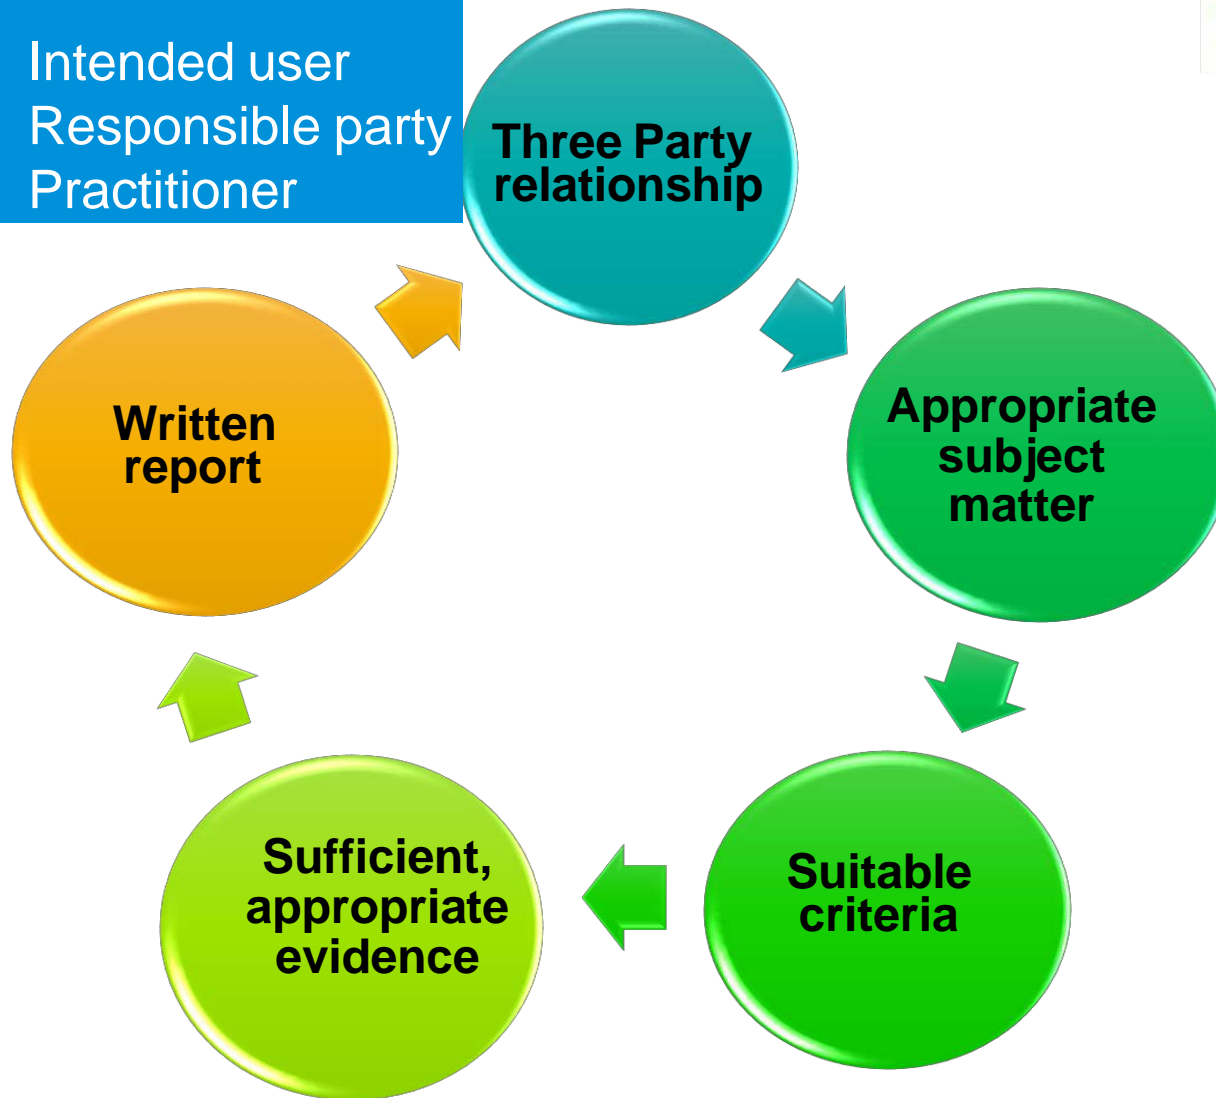 Intended user
Responsible party
Practitioner
Three Party
relationship
Appropriate
subject
matter
Suitable
criteria
Sufficient,
appropriate
evidence
Written
report